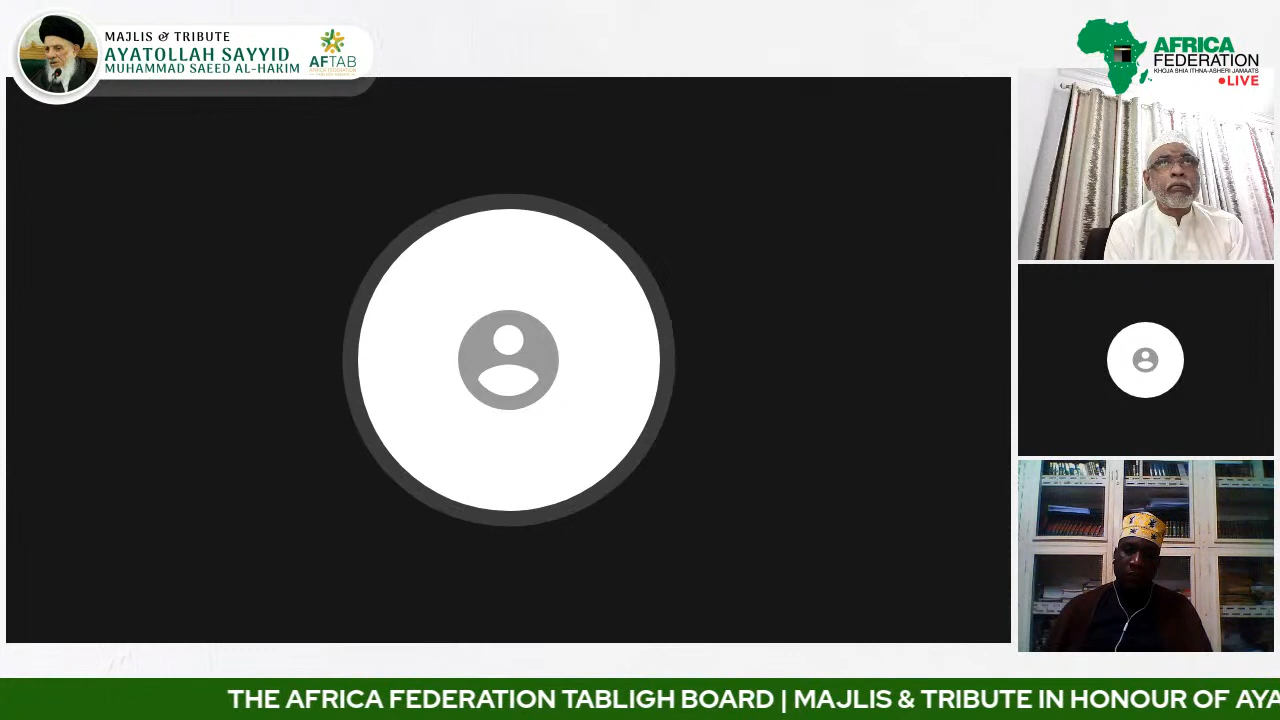 MAJLIS & TRIBUTE
AYATOLLAH SAYYID
MUHAMMAD SAEED AL-HAKIM
AFTAB
AFRICA
FEDERATION
KHOJA SHIA ITHNA-ASHERI JAMAATS
LIVE
THE AFRICA FEDERATION TABLIGH BOARD | MAJLIS & TRIBUTE IN HONOUR OF AYA